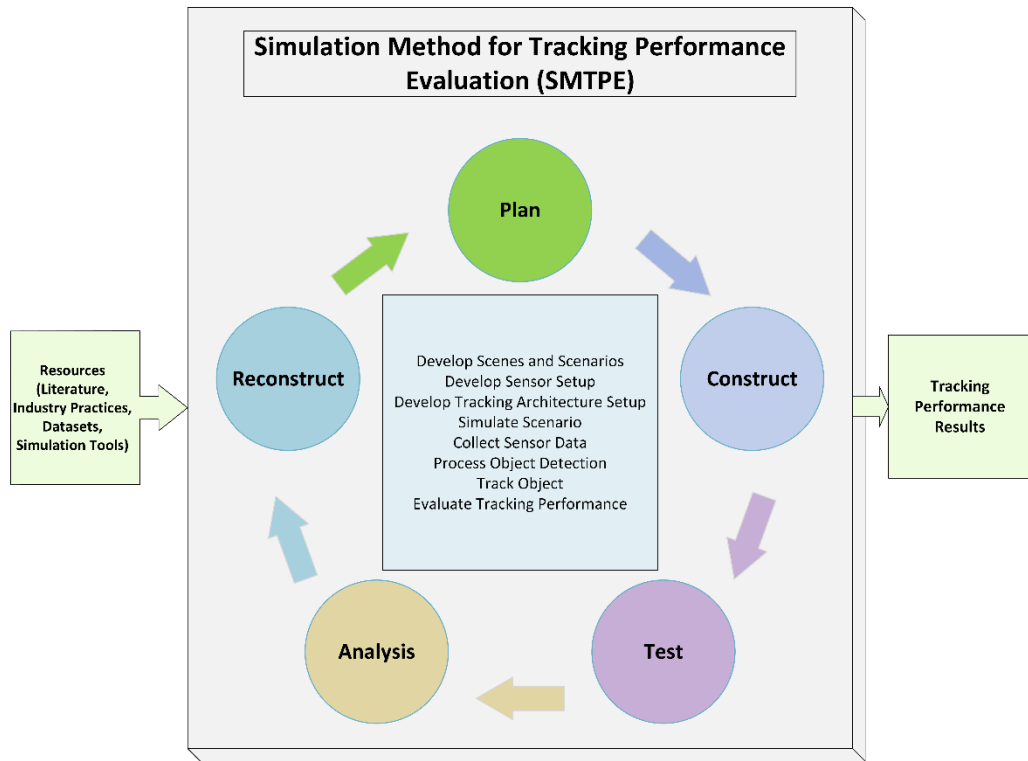 Simulation Method for Tracking Performance
Evaluation (SMTPE)
Plan
Reconstruct
Construct
Resources
(Literature,
Industry Practices,
Datasets,
Simulation Tools)
Develop Scenes and Scenarios
Develop Sensor Setup
Develop Tracking Architecture Setup
Simulate Scenario
Collect Sensor Data
Process Object Detection
Track Object
Evaluate Tracking Performance
Tracking
Performance
Results
Analysis
Test